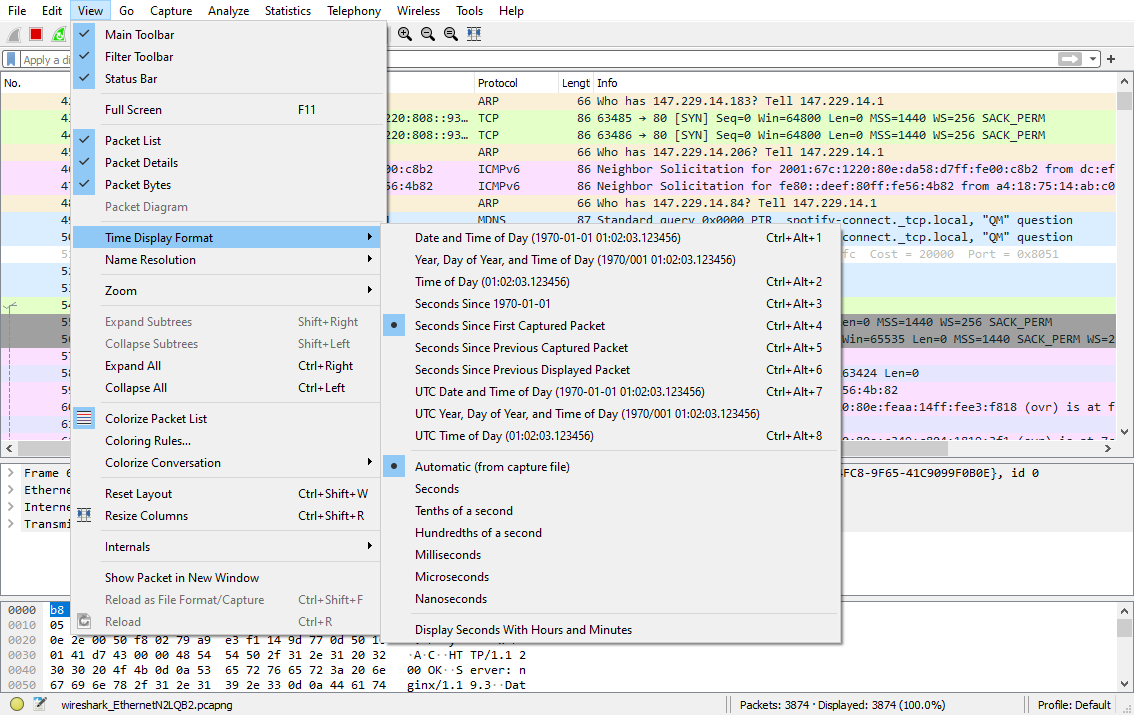 File Edit View Go Capture Analyze Statistics Telephony Wireless Tools Help
Main Toolbar
Filter Toolbar
Status Bar
Full Screen F11
Packet List
Packet Details
Packet Bytes
Packet Diagram
Time Display Format
Name Resolution
Zoom
Expand Subtrees Shift+Right
Collapse Subtrees Shift+Left
Expand All Ctrl+Right
Collapse All Ctrl+Left
Colorize Packet List
Coloring Rules...
Colorize Conversation
Reset Layout Ctrl+Shift+W
Resize Columns Ctrl+Shift+R
Internals
Show Packet in New Window
Reload as File Format/Capture Ctrl+Shift+F
Reload Ctrl+R
Date and Time of Day (1970-01-01 01:02:03.123456) Ctrl+Alt+1
Year, Day of Year, and Time of Day (1970/001 01:02:03.123456)
Time of Day (01:02:03.123456) Ctrl+Alt+2
Seconds Since 1970-01-01 Ctrl+Alt+3
Seconds Since First Captured Packet Ctrl+Alt+4
Seconds Since Previous Captured Packet Ctrl+Alt+5
Seconds Since Previous Displayed Packet Ctrl+Alt+6
UTC Date and Time of Day (1970-01-01 01:02:03.123456) Ctrl+Alt+7
UTC Year, Day of Year, and Time of Day (1970/001 01:02:03.123456)
UTC Time of Day (01:02:03.123456) Ctrl+Alt+8
Automatic (from capture file)
Seconds
Tenths of a second
Hundredths of a second
Milliseconds
Microseconds
Nanoseconds
Display Seconds With Hours and Minutes
Apply a di
No. Protocol Lengt Info
ARP 66 Who has 147.229.14.183? Tell 147.229.14.1
220:808::93… TCP 86 63485 → 80 [SYN] Seq=0 Win=64800 Len=0 MSS=1440 WS=256 SACK_PERM
220:808::93… TCP 86 63486 → 80 [SYN] Seq=0 Win=64800 Len=0 MSS=1440 WS=256 SACK_PERM
45 ARP 66 Who has 147.229.14.206? Tell 147.229.14.1
46 00:c8b2 ICMPv6 86 Neighbor Solicitation for 2001:67c:1220:80e:da58:d7ff:fe00:c8b2 from dc:ef
47 56:4b82 ICMPv6 86 Neighbor Solicitation for fe80::deef:80ff:fe56:4b82 from a4:18:75:14:ab:c0
48 ARP 66 Who has 147.229.14.84? Tell 147.229.14.1
49 MDNS 87 Standard query 0x0000 PTR _spotify-connect._tcp.local, "QM" question
50 connect._tcp.local, "QM" question
fc Cost = 20000 Port = 0x8051
52
53
54
55 en=0 MSS=1440 WS=256 SACK_PERM
56 Win=65535 Len=0 MSS=1440 SACK_PERM WS=2
57
58 63424 Len=0
59 56:4b:82
60 0:80e:feaa:14ff:fee3:f818 (ovr) is at f
Frame 6 4FC8-9F65-41C9099F0B0E}, id 0
Etherne
Interne
Transmi
0000 b8
0010 05
0020 0e 2e 00 50 f8 02 79 a9 e3 f1 14 9d 77 0d 50 1
0030 01 41 d7 43 00 00 48 54 54 50 2f 31 2e 31 20 32 ·A·C··HT TP/1.1 2
0040 30 30 20 4f 4b 0d 0a 53 65 72 76 65 72 3a 20 6e 00 OK··S erver: n
0050 67 69 6e 78 2f 31 2e 31 39 2e 33 0d 0a 44 61 74 ginx/1.1 9.3··Dat
wireshark_EthernetN2LQB2.pcapng Packets: 3874 · Displayed: 3874 (100.0%) Profile: Default